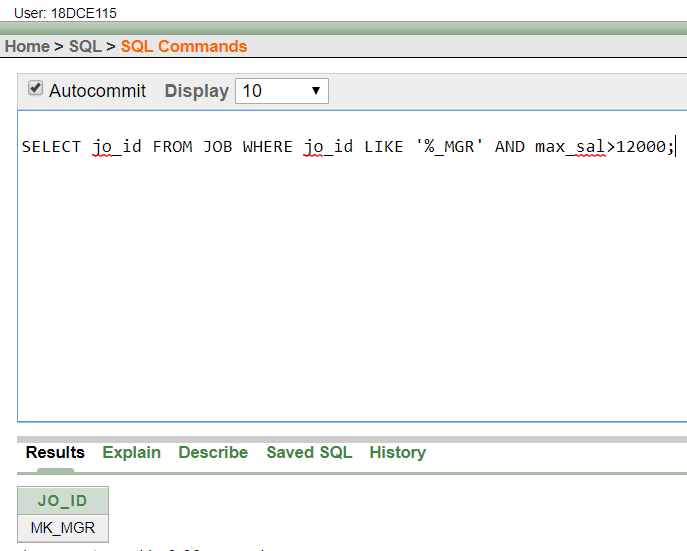 User: 18DCE115
Home > SQL > SQL Commands
Autocommit Display 10
SELECT jo_id FROM JOB WHERE jo_id LIKE '%_MGR' AND max_sal>12000;
Results Explain Describe Saved SQL History
JO_ID
MK_MGR